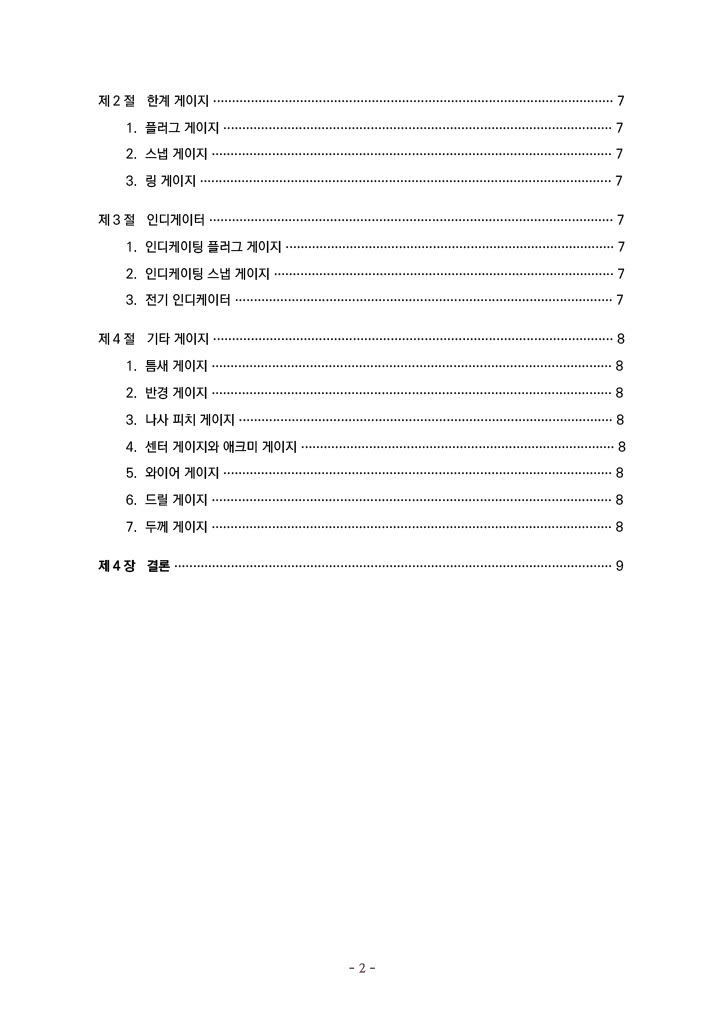 제 2 절 한계 게이지 ································ 7
1. 플러그 게이지 ································ 7
2. 스냅 게이지 ································ 7
3. 링 게이지 ································ 7
제 3 절 인디게이터 ································ 7
1. 인디케이팅 플러그 게이지 ································ 7
2. 인디케이팅 스냅 게이지 ································ 7
3. 전기 인디케이터 ································ 7
제 4 절 기타 게이지 ································ 8
1. 틈새 게이지 ································ 8
2. 반경 게이지 ································ 8
3. 나사 피치 게이지 ································ 8
4. 센터 게이지와 애크미 게이지 ································ 8
5. 와이어 게이지 ································ 8
6. 드릴 게이지 ································ 8
7. 두께 게이지 ································ 8
제 4 장 결론 ································ 9
- 2 -